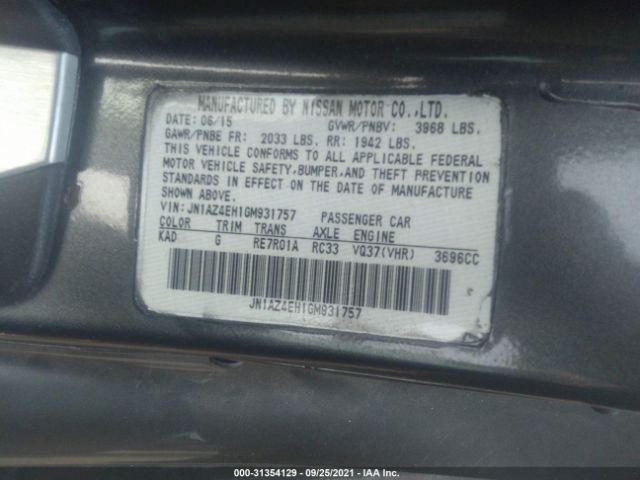 MANUFACTURED BY NISSAN MOTOR CO.,LTD.
DATE: 06/15 GVWR/PNBV: 3968 LBS.
GAWR/PNBE FR: 2033 LBS. RR: 1942 LBS.
THIS VEHICLE CONFORMS TO ALL APPLICABLE FEDERAL
MOTOR VEHICLE SAFETY,BUMPER,AND THEFT PREVENTION
STANDARDS IN EFFECT ON THE DATE OF MANUFACTURE
SHOWN ABOVE.
VIN:JN1AZ4EH1GM931757 PASSENGER CAR
COLOR TRIM TRANS AXLE ENGINE
KAD G RE7R01A RC33 VQ37(VHR) 3696CC
JN1AZ4EH1GM931757
000-31354129 - 09/25/2021 - IAA Inc.